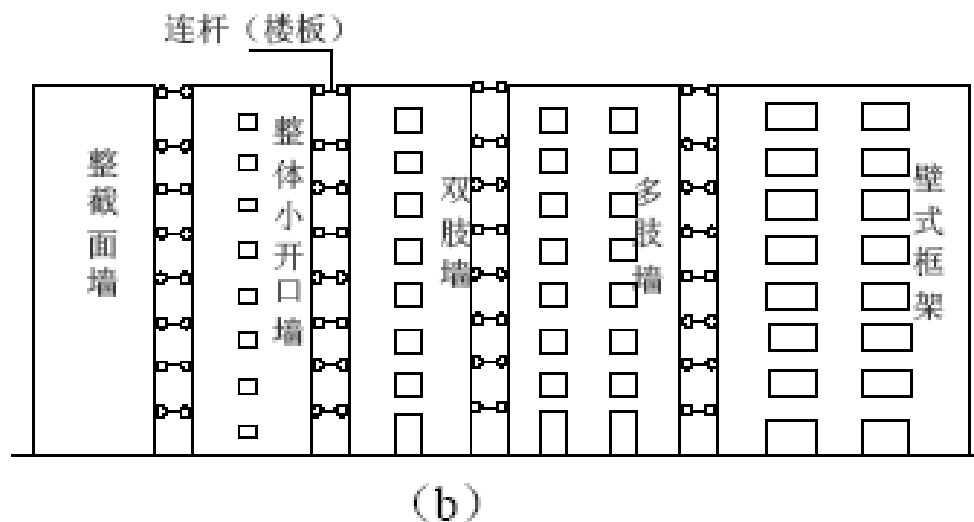 连杆（楼板）
整截面墙
整体小开口墙
双肢墙
多肢墙
壁式框架
（b）